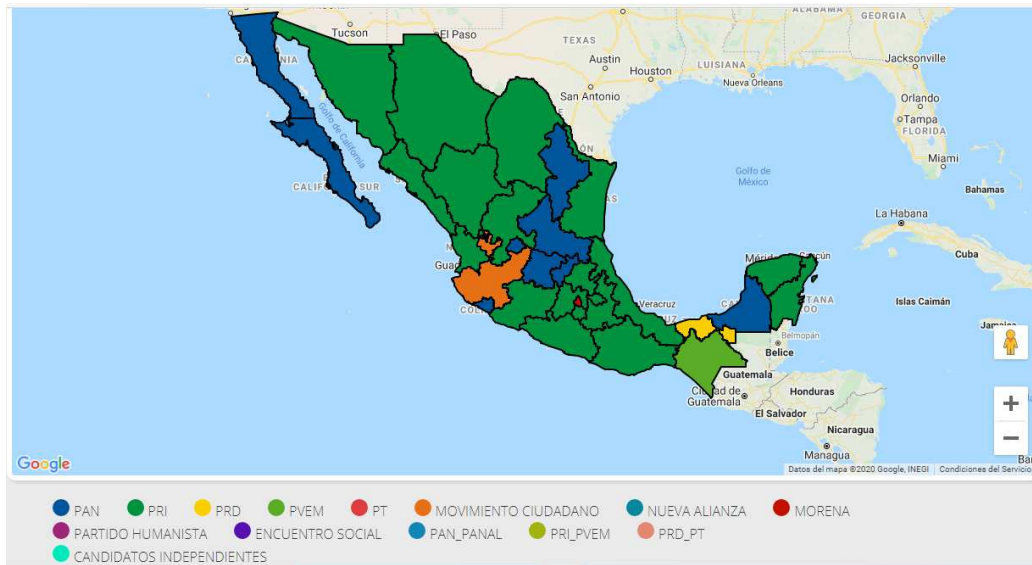 ALABAMA
GEORGIA
Tucson
El Paso
TEXAS
Austin
Houston
San Antonio
LUISIANA
Nueva Orleans
Jacksonville
Orlando
Tampa
FLORIDA
Miami
Golfo de California
CALIF
SUR
Golfo de México
Bahamas
La Habana
Cuba
Islas Caimán
Mérid
Veracruz
Belmopán
Belice
Guatemala
Ciudad de Guatemala
Honduras
El Salvador
Nicaragua
Managua
Google
Datos del mapa ©2020 Google, INEGI
Condiciones del Servicio
PAN PRI PRD PVEM PT MOVIMIENTO CIUDADANO NUEVA ALIANZA MORENA
PARTIDO HUMANISTA ENCUENTRO SOCIAL PAN_PANAL PRI_PVEM PRD_PT
CANDIDATOS INDEPENDIENTES